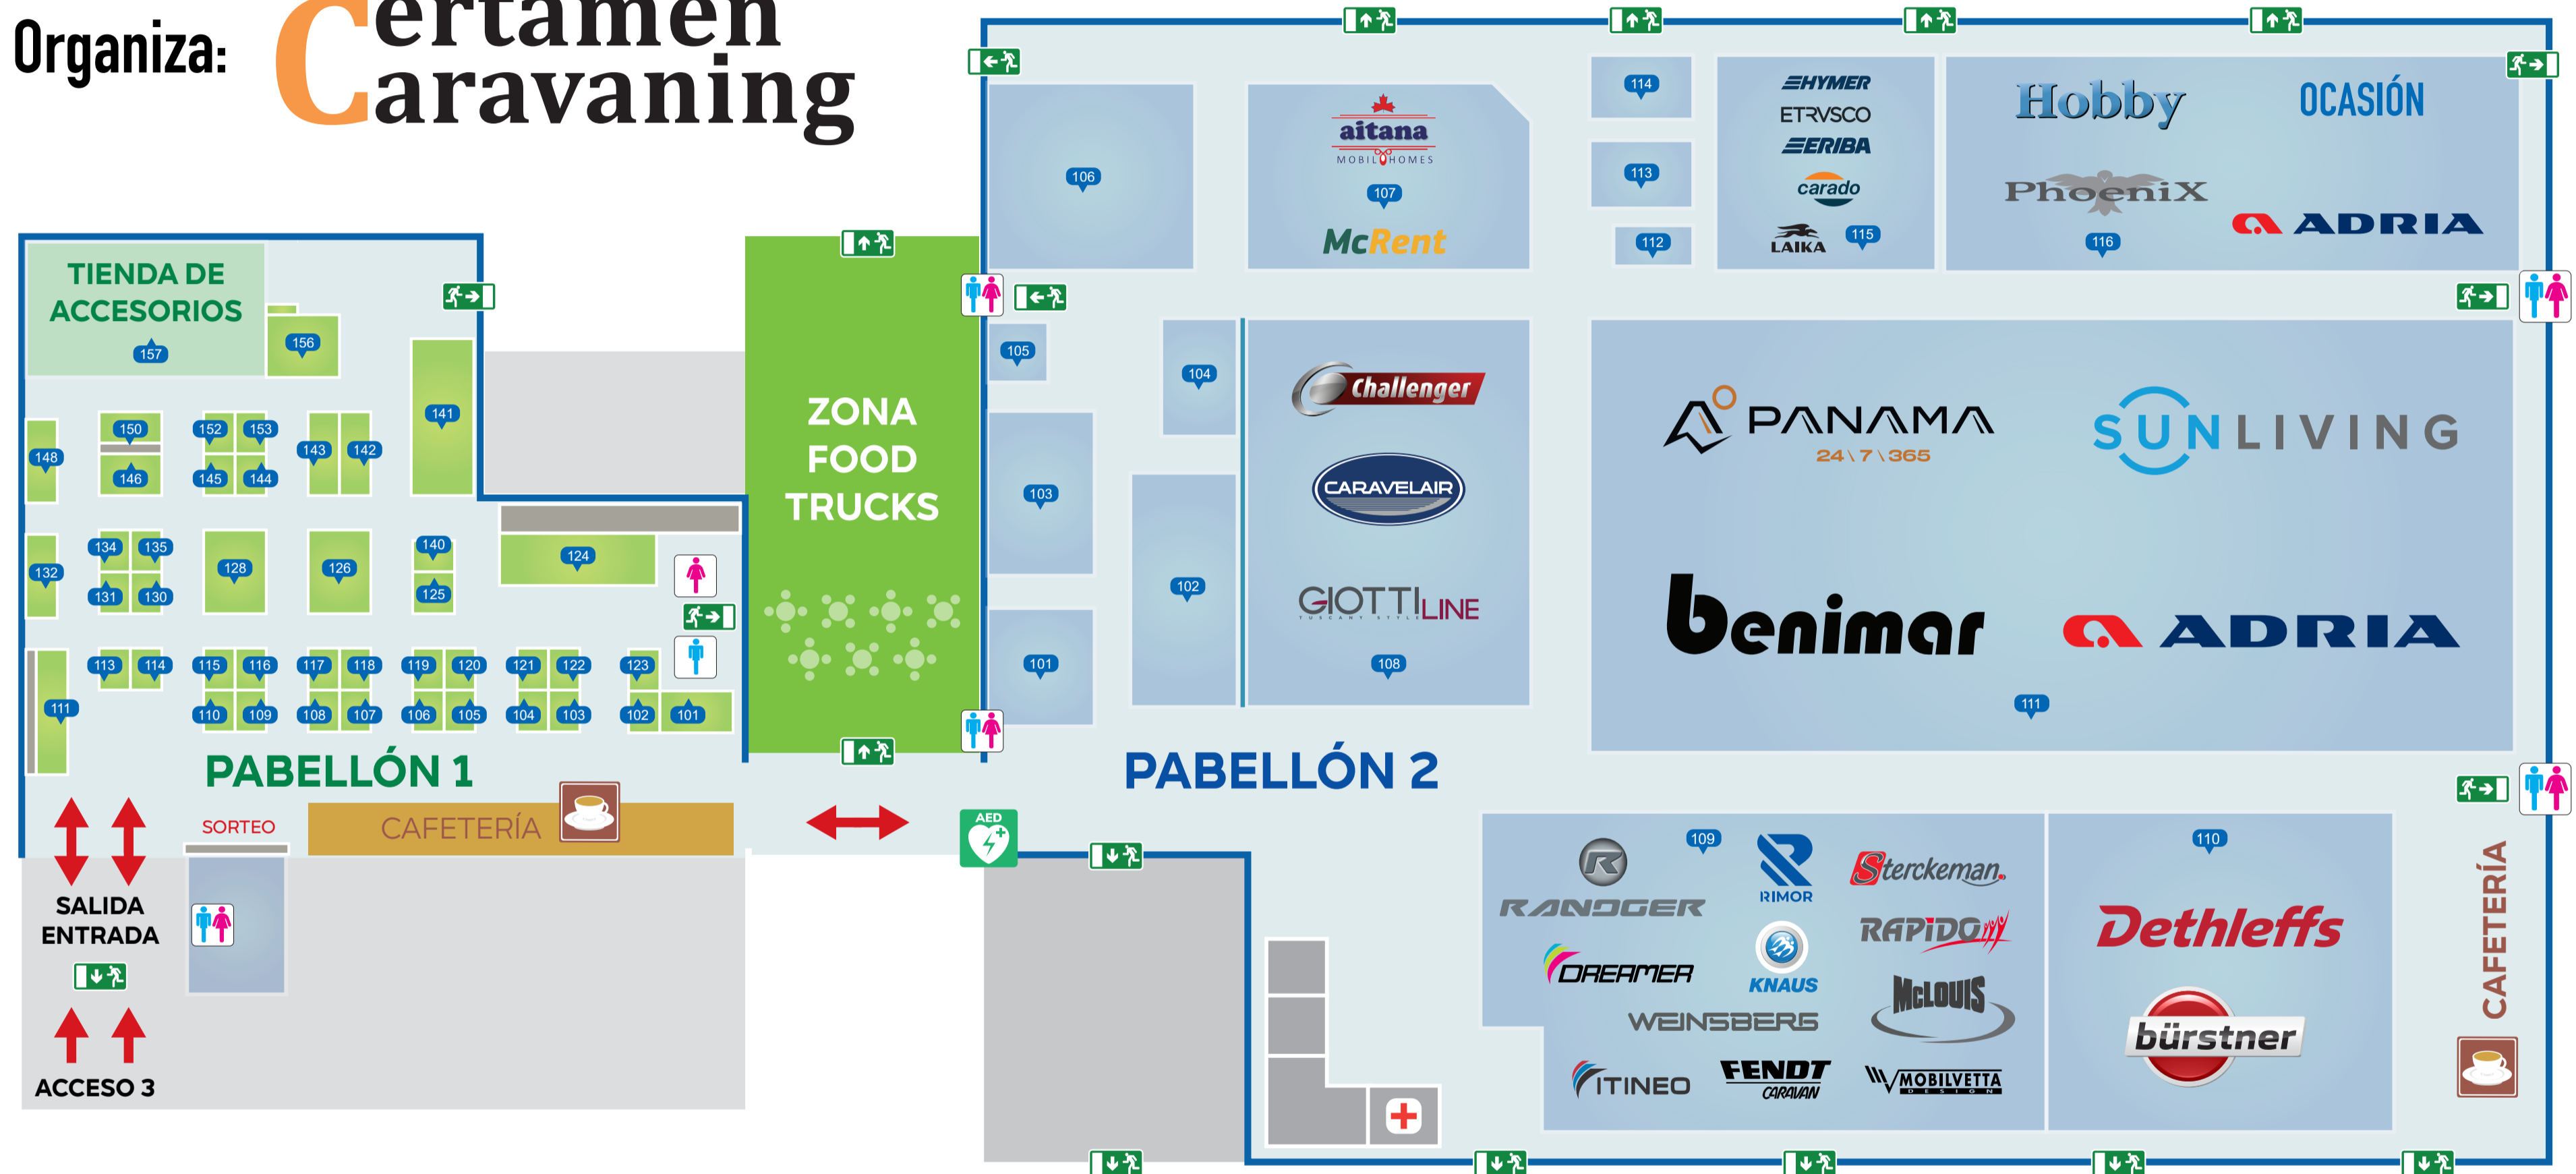 Organiza:
Certamen
Caravaning
TIENDA DE
ACCESORIOS
157
156
141
148
150
146
152
153
145
144
143
142
132
134
135
131
130
128
126
140
125
124
111
113
114
115
116
117
118
119
120
121
122
123
110
109
108
107
106
105
104
103
102
101
PABELLÓN 1
SORTEO
CAFETERÍA
SALIDA
ENTRADA
ACCESO 3
ZONA
FOOD
TRUCKS
AED
106
aitana
MOBIL HOMES
107
McRent
114
113
112
HYMER
ETRVSCO
ERIBA
carado
LAIKA
115
Hobby
OCASIÓN
PhoeniX
ADRIA
116
105
104
103
102
101
Challenger
CARAVELAIR
GIOTTILINE
TUSCANY STYLE
108
PANAMA
24\7\365
SUNLIVING
benimar
ADRIA
111
PABELLÓN 2
109
RANDGER
RIMOR
Sterckeman
RAPIDO
DREAMER
KNAUS
McLOUIS
WEINSBERG
ITINEO
FENDT
CARAVAN
MOBILVETTA
DESIGN
110
Dethleffs
bürstner
CAFETERÍA